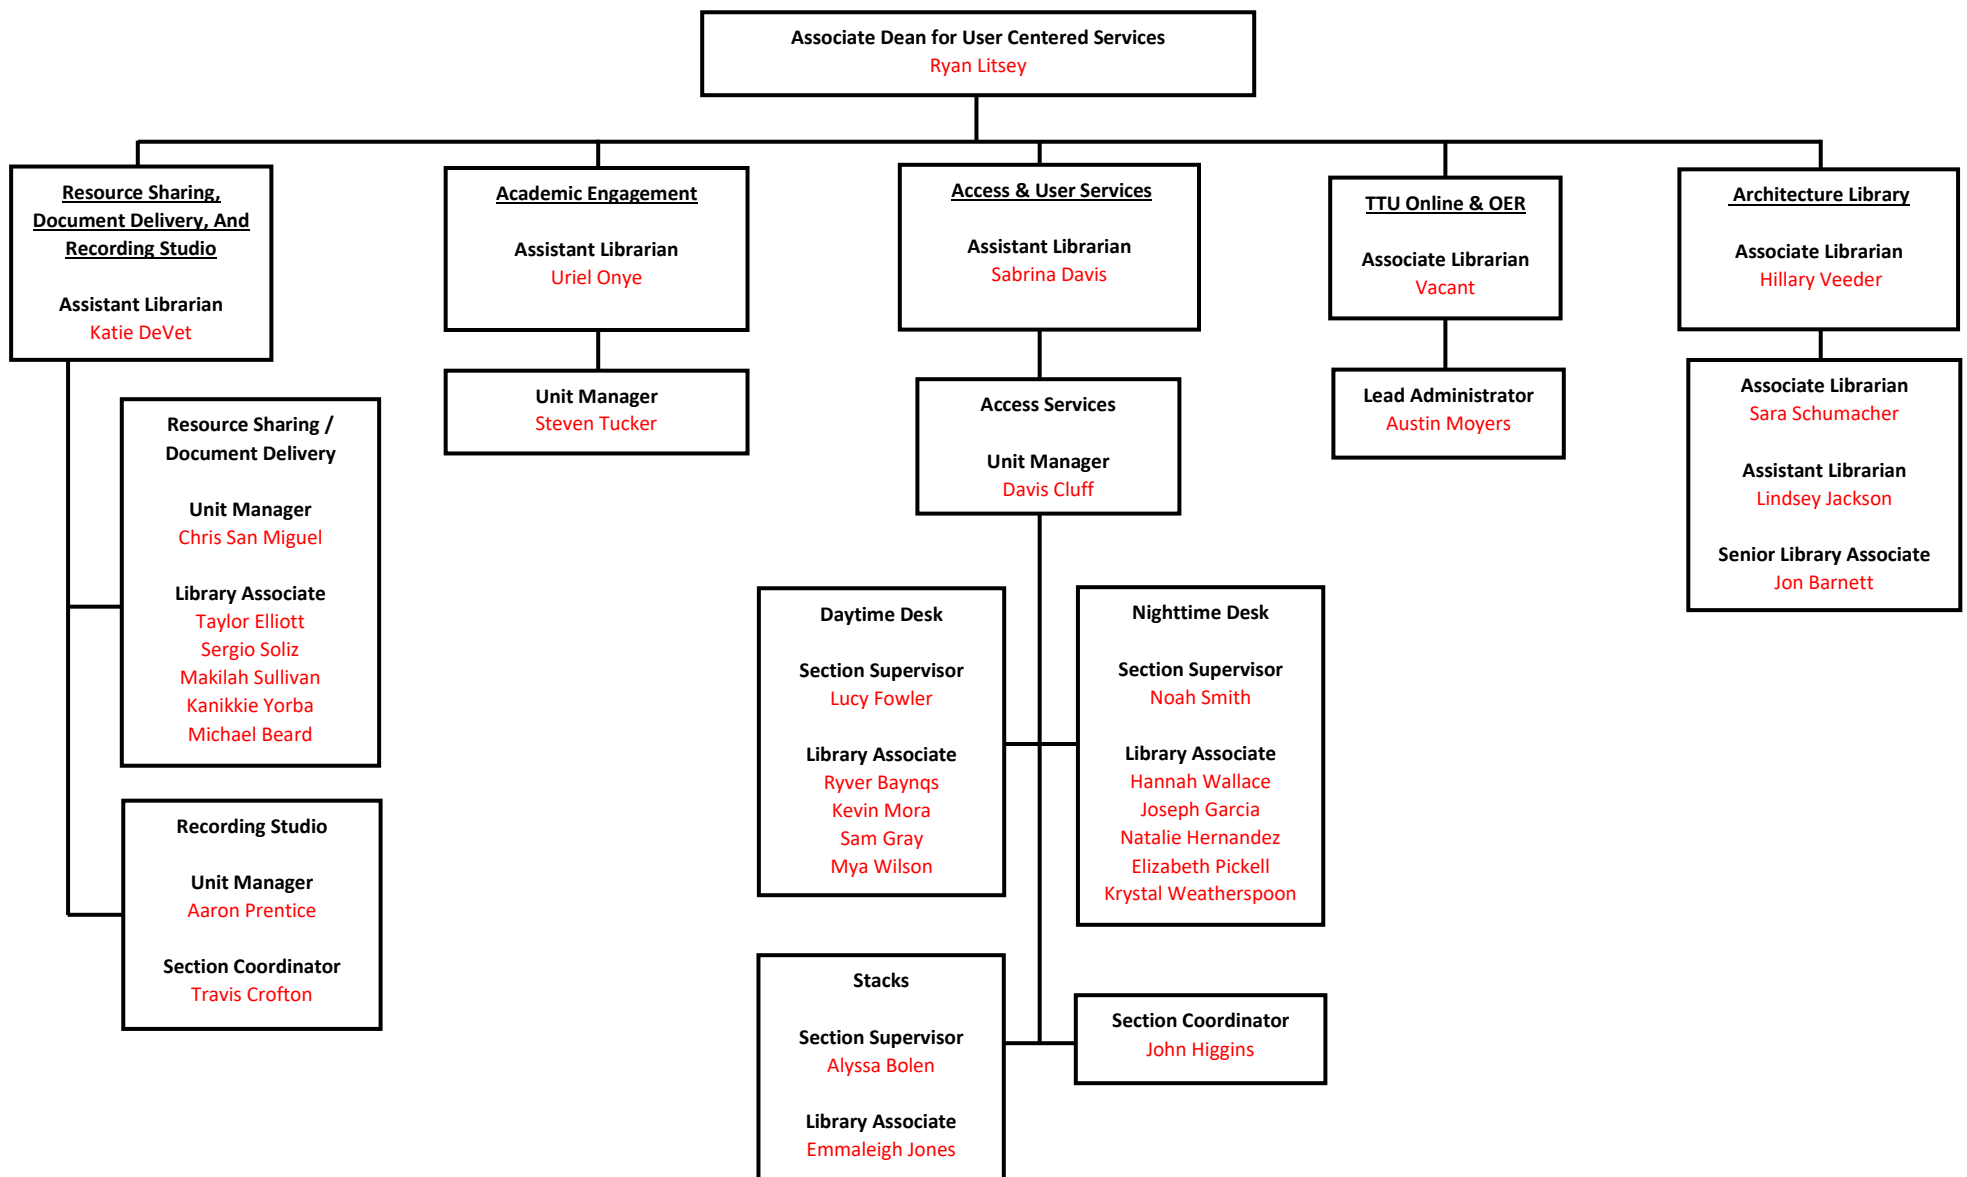 Associate Dean for User Centered Services
Ryan Litsey
Resource Sharing,
Document Delivery, And
Recording Studio
Assistant Librarian
Katie DeVet
Academic Engagement
Assistant Librarian
Uriel Onye
Access & User Services
Assistant Librarian
Sabrina Davis
TTU Online & OER
Associate Librarian
Vacant
Architecture Library
Associate Librarian
Hillary Veeder
Resource Sharing /
Document Delivery
Unit Manager
Chris San Miguel
Library Associate
Taylor Elliott
Sergio Soliz
Makilah Sullivan
Kanikkie Yorba
Michael Beard
Recording Studio
Unit Manager
Aaron Prentice
Section Coordinator
Travis Crofton
Unit Manager
Steven Tucker
Access Services
Unit Manager
Davis Cluff
Daytime Desk
Section Supervisor
Lucy Fowler
Library Associate
Ryver Baynqs
Kevin Mora
Sam Gray
Mya Wilson
Nighttime Desk
Section Supervisor
Noah Smith
Library Associate
Hannah Wallace
Joseph Garcia
Natalie Hernandez
Elizabeth Pickell
Krystal Weatherspoon
Stacks
Section Supervisor
Alyssa Bolen
Library Associate
Emmaleigh Jones
Section Coordinator
John Higgins
Lead Administrator
Austin Moyers
Associate Librarian
Sara Schumacher
Assistant Librarian
Lindsey Jackson
Senior Library Associate
Jon Barnett